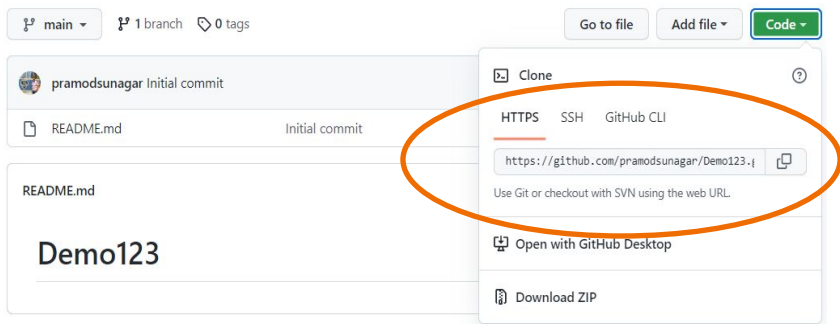 main 1 branch 0 tags Go to file Add file Code
pramodsunagar Initial commit
README.md Initial commit
README.md
Demo123
Clone
HTTPS SSH GitHub CLI
https://github.com/pramodsunagar/Demo123.g
Use Git or checkout with SVN using the web URL.
Open with GitHub Desktop
Download ZIP